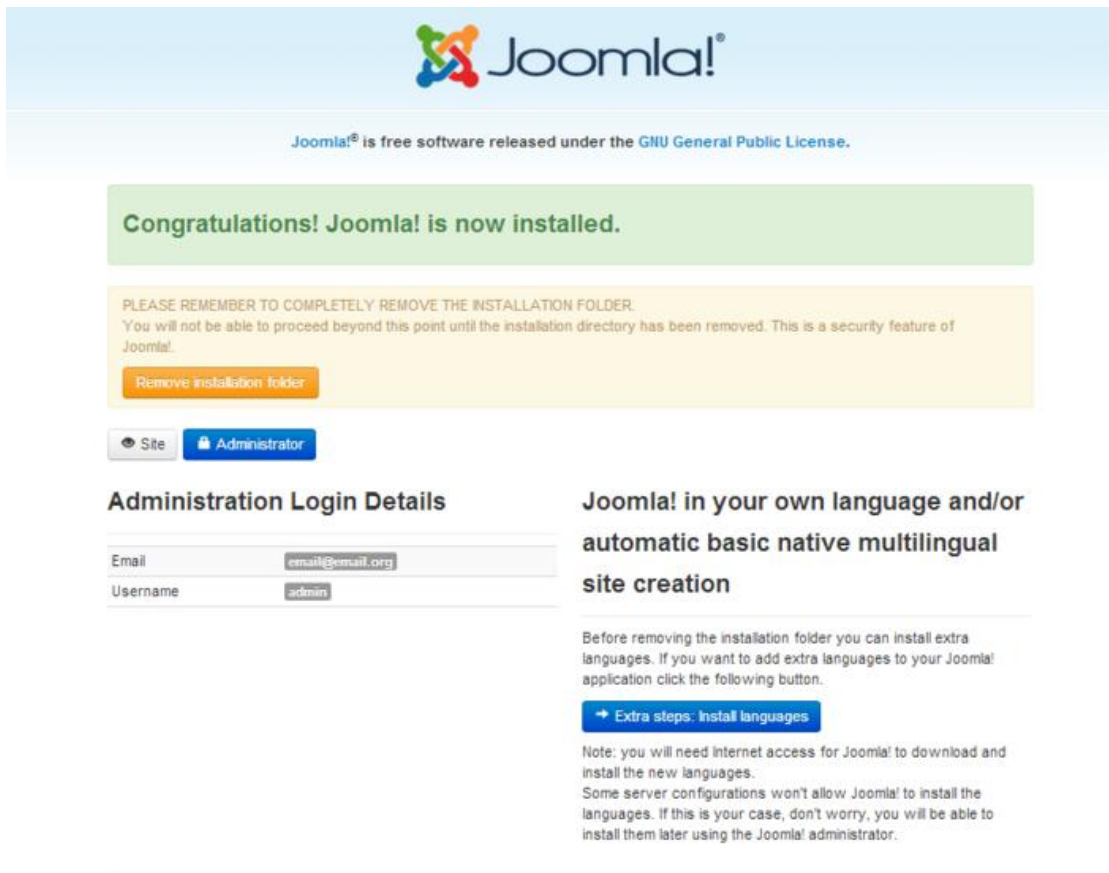 Joomla!®
Joomla!® is free software released under the GNU General Public License.
Congratulations! Joomla! is now installed.
PLEASE REMEMBER TO COMPLETELY REMOVE THE INSTALLATION FOLDER.
You will not be able to proceed beyond this point until the installation directory has been removed. This is a security feature of
Joomla!.
Remove installation folder
Site
Administrator
Administration Login Details
Email email@email.org
Username admin
Joomla! in your own language and/or
automatic basic native multilingual
site creation
Before removing the installation folder you can install extra
languages. If you want to add extra languages to your Joomla!
application click the following button.
Extra steps: Install languages
Note: you will need Internet access for Joomla! to download and
install the new languages.
Some server configurations won't allow Joomla! to install the
languages. If this is your case, don't worry, you will be able to
install them later using the Joomla! administrator.